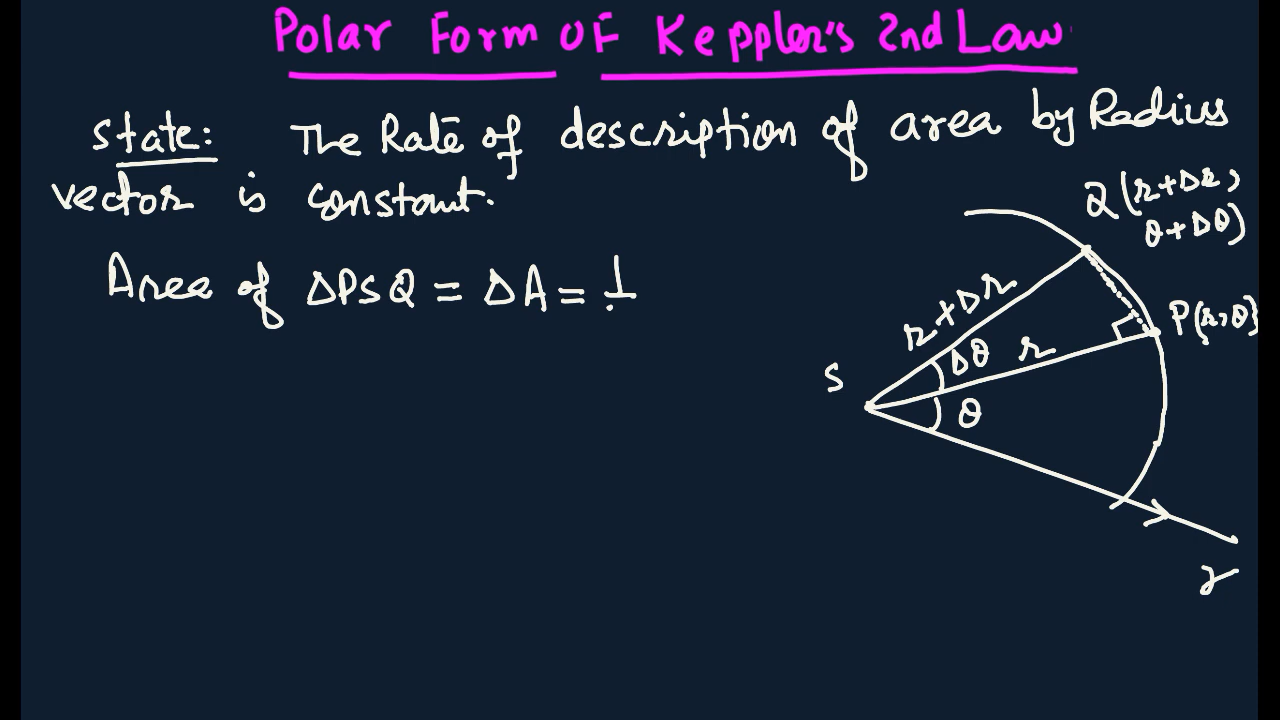 Polar Form OF Keppler's 2nd Law
State: The Rate of description of area by Radius
vector is constant.
Q(r+Δr,
θ+Δθ)
Area of ΔPSQ = ΔA = 1
r+Δr
P(r,θ)
Δθ r
S
θ